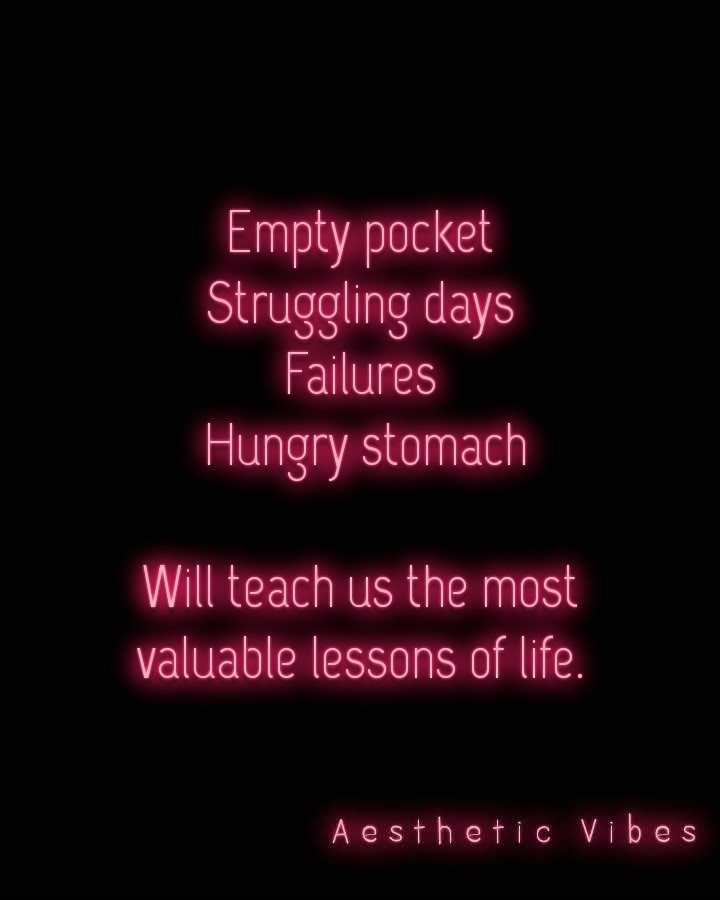 Empty pocket
Struggling days
Failures
Hungry stomach
Will teach us the most
valuable lessons of life.
Aesthetic Vibes